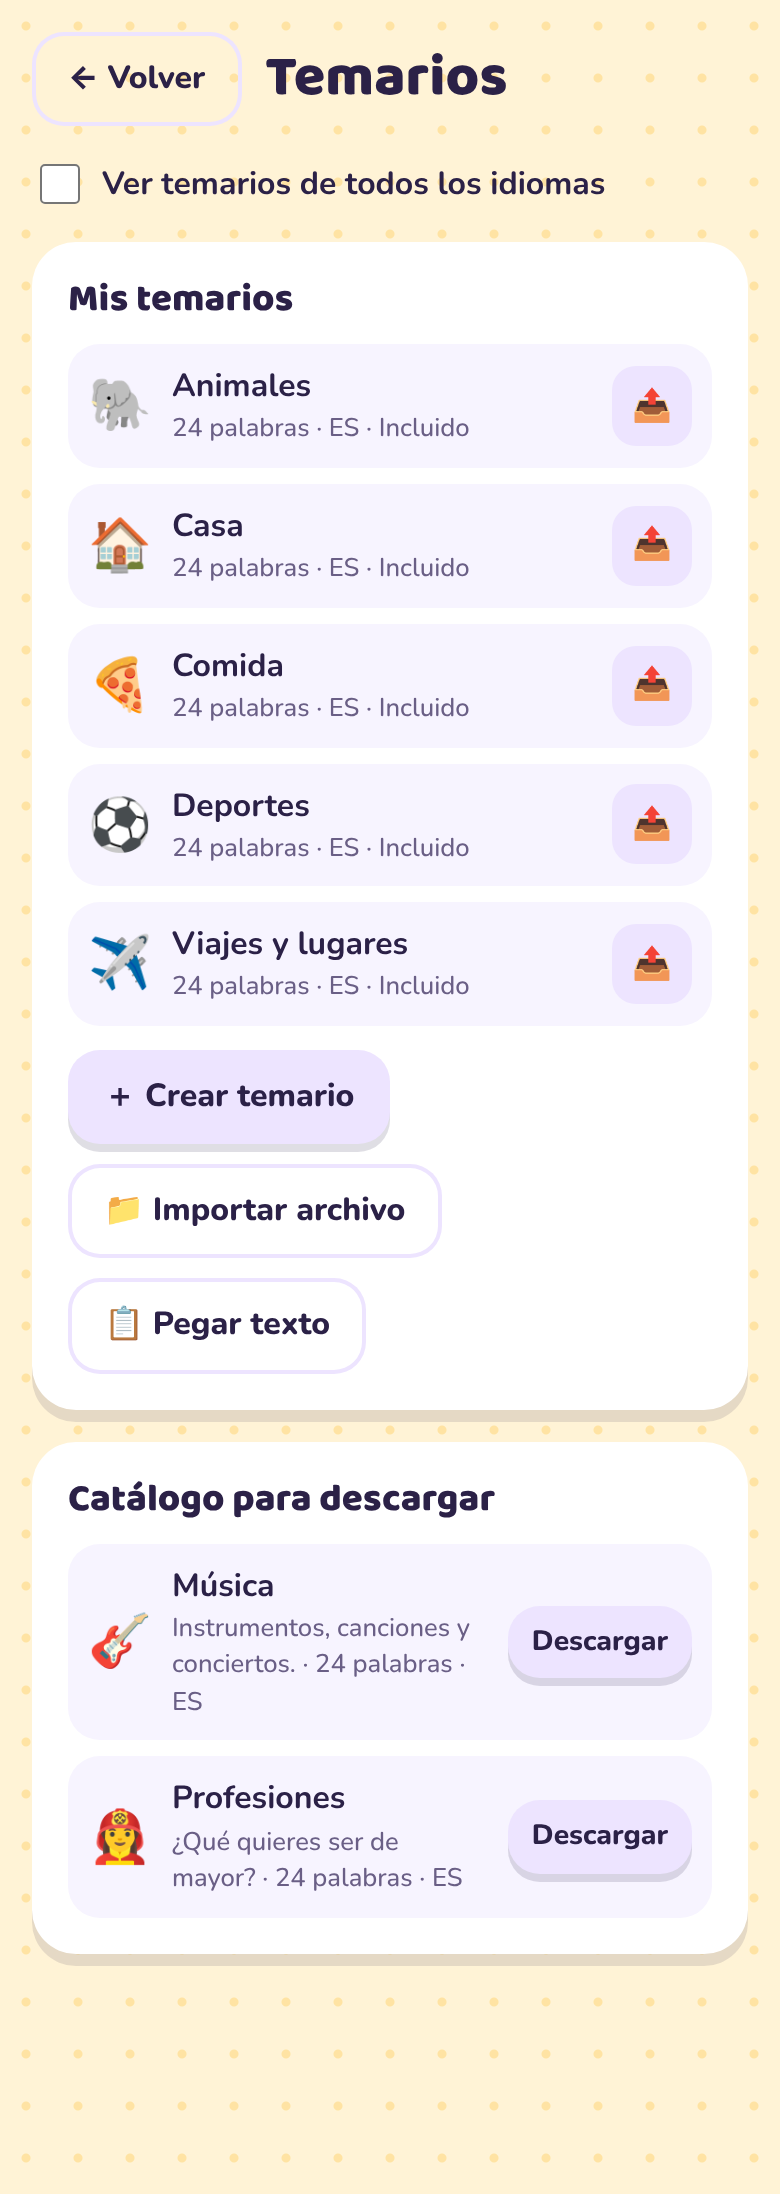 ← Volver
Temarios
Ver temarios de todos los idiomas
Mis temarios
Animales
24 palabras · ES · Incluido
Casa
24 palabras · ES · Incluido
Comida
24 palabras · ES · Incluido
Deportes
24 palabras · ES · Incluido
Viajes y lugares
24 palabras · ES · Incluido
+ Crear temario
Importar archivo
Pegar texto
Catálogo para descargar
Música
Instrumentos, canciones y
conciertos. · 24 palabras ·
ES
Descargar
Profesiones
¿Qué quieres ser de
mayor? · 24 palabras · ES
Descargar